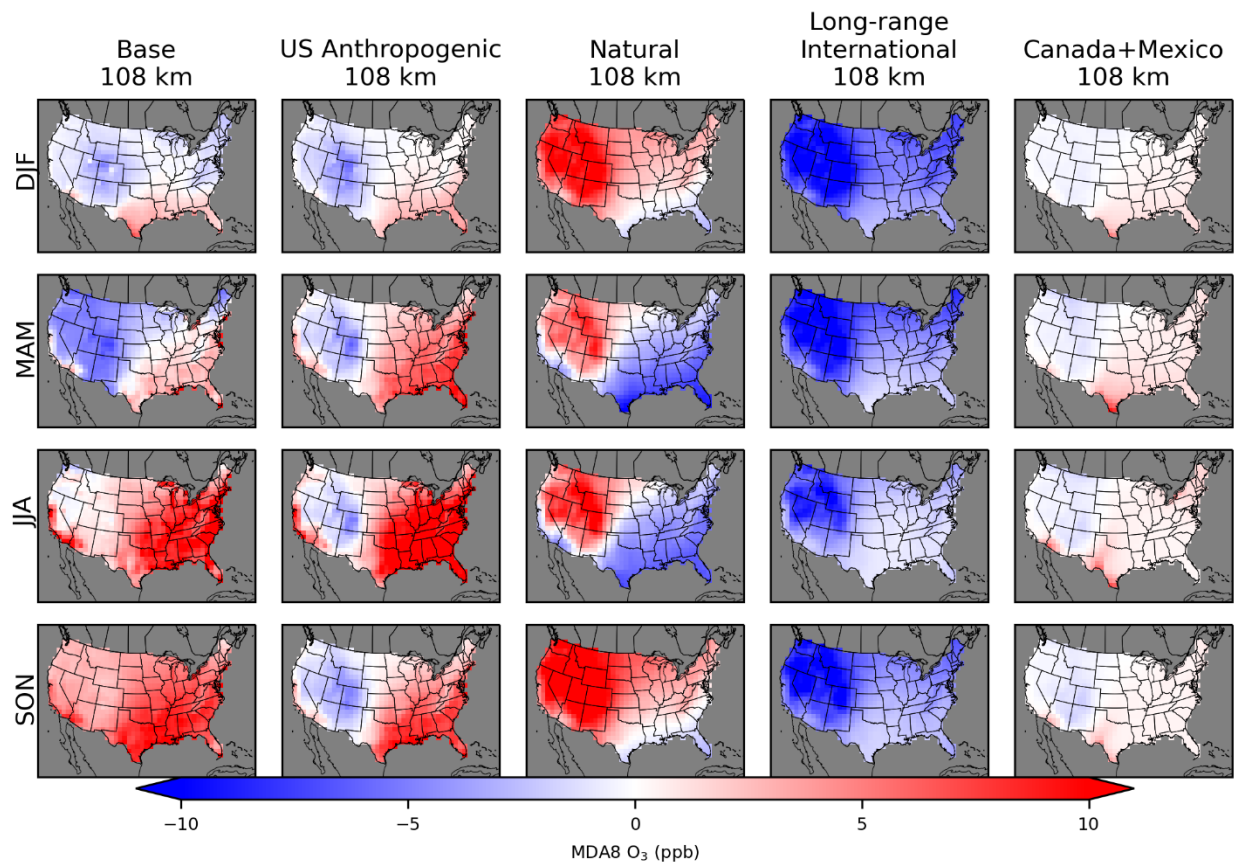 Base
108 km
US Anthropogenic
108 km
Natural
108 km
Long-range
International
108 km
Canada+Mexico
108 km
DJF
MAM
JJA
SON
−10
−5
0
5
10
MDA8 O₃ (ppb)